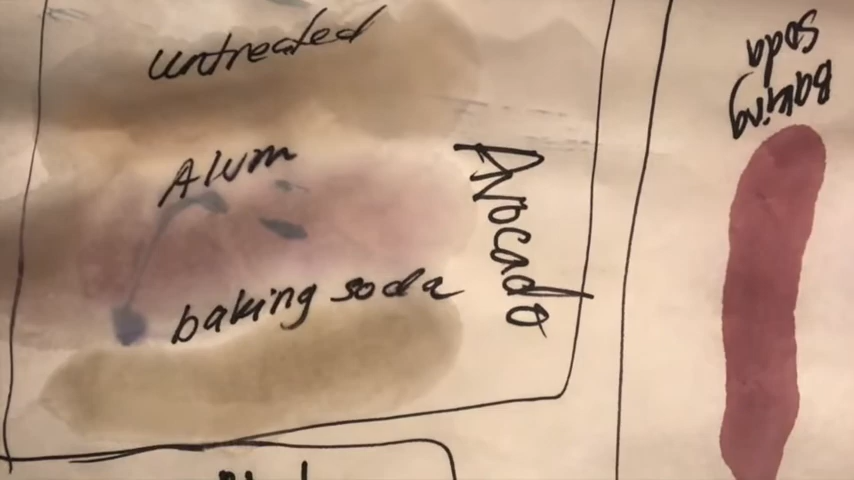 untreated
Alum
baking soda
Avocado
baking
soda